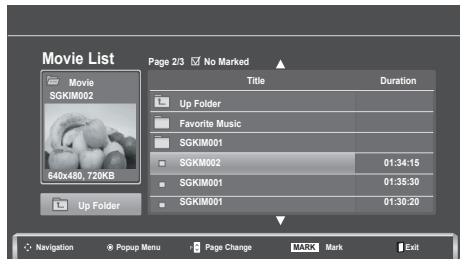 Movie List
Page 2/3 No Marked
Movie
SGKIM002
640x480, 720KB
Up Folder
Title Duration
Up Folder
Favorite Music
SGKIM001
SGKIM002 01:34:15
SGKIM001 01:35:30
SGKIM001 01:30:20
Navigation Popup Menu P Page Change MARK Mark Exit